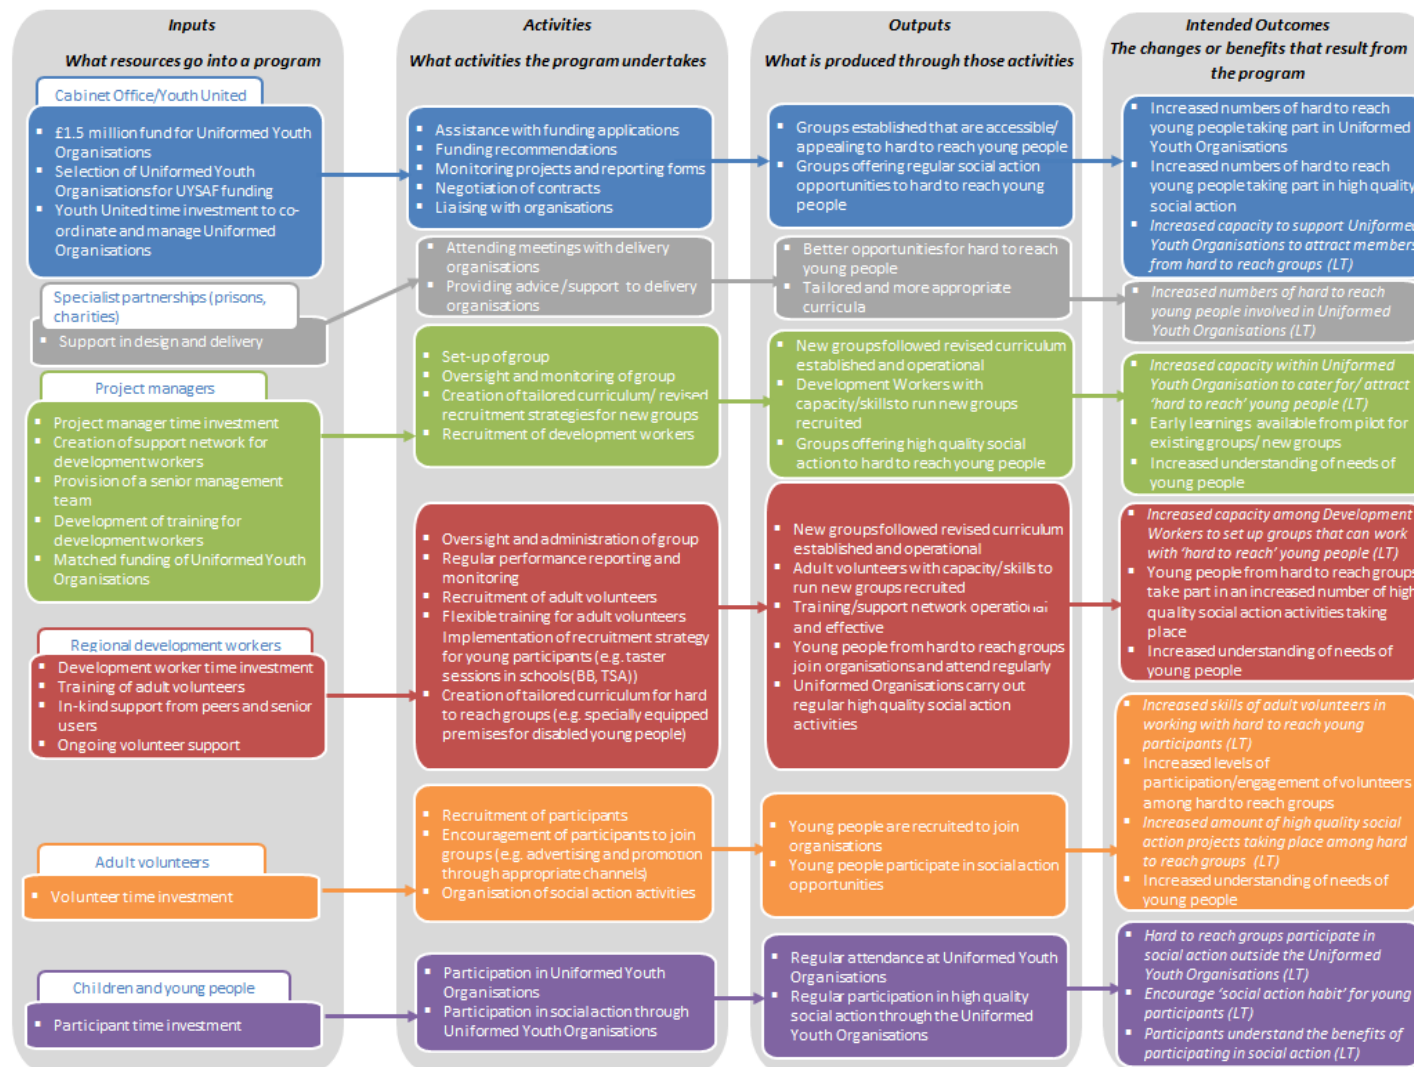 Inputs
What resources go into a program
Cabinet Office/Youth United
▪ £1.5 million fund for Uniformed Youth
Organisations
▪ Selection of Uniformed Youth
Organisations for UYSAF funding
▪ Youth United time investment to co-
ordinate and manage Uniformed
Organisations
Specialist partnerships (prisons,
charities)
▪ Support in design and delivery
Project managers
▪ Project manager time investment
▪ Creation of support network for
development workers
▪ Provision of a senior management
team
▪ Development of training for
development workers
▪ Matched funding of Uniformed Youth
Organisations
Regional development workers
▪ Development worker time investment
▪ Training of adult volunteers
▪ In-kind support from peers and senior
users
▪ Ongoing volunteer support
Adult volunteers
▪ Volunteer time investment
Children and young people
▪ Participant time investment
Activities
What activities the program undertakes
▪ Assistance with funding applications
▪ Funding recommendations
▪ Monitoring projects and reporting forms
▪ Negotiation of contracts
▪ Liaising with organisations
▪ Attending meetings with delivery
organisations
▪ Providing advice/support to delivery
organisations
▪ Set-up of group
▪ Oversight and monitoring of group
▪ Creation of tailored curriculum/ revised
recruitment strategies for new groups
▪ Recruitment of development workers
▪ Oversight and administration of group
▪ Regular performance reporting and
monitoring
▪ Recruitment of adult volunteers
▪ Flexible training for adult volunteers
Implementation of recruitment strategy
for young participants (e.g. taster
sessions in schools (BB, TSA))
▪ Creation of tailored curriculum for hard
to reach groups (e.g. specially equipped
premises for disabled young people)
▪ Recruitment of participants
▪ Encouragement of participants to join
groups (e.g. advertising and promotion
through appropriate channels)
▪ Organisation of social action activities
▪ Participation in Uniformed Youth
Organisations
▪ Participation in social action through
Uniformed Youth Organisations
Outputs
What is produced through those activities
▪ Groups established that are accessible/
appealing to hard to reach young people
▪ Groups offering regular social action
opportunities to hard to reach young
people
▪ Better opportunities for hard to reach
young people
▪ Tailored and more appropriate
curricula
▪ New groups followed revised curriculum
established and operational
▪ Development Workers with
capacity/skills to run new groups
recruited
▪ Groups offering high quality social
action to hard to reach young people
▪ New groups followed revised curriculum
established and operational
▪ Adult volunteers with capacity/skills to
run new groups recruited
▪ Training/support network operational
and effective
▪ Young people from hard to reach groups
join organisations and attend regularly
▪ Uniformed Organisations carry out
regular high quality social action
activities
▪ Young people are recruited to join
organisations
▪ Young people participate in social action
opportunities
▪ Regular attendance at Uniformed Youth
Organisations
▪ Regular participation in high quality
social action through the Uniformed
Youth Organisations
Intended Outcomes
The changes or benefits that result from
the program
▪ Increased numbers of hard to reach
young people taking part in Uniformed
Youth Organisations
▪ Increased numbers of hard to reach
young people taking part in high quality
social action
▪ Increased capacity to support Uniformed
Youth Organisations to attract members
from hard to reach groups (LT)
▪ Increased numbers of hard to reach
young people involved in Uniformed
Youth Organisations (LT)
▪ Increased capacity within Uniformed
Youth Organisation to cater for/ attract
‘hard to reach’ young people (LT)
▪ Early learnings available from pilot for
existing groups/ new groups
▪ Increased understanding of needs of
young people
▪ Increased capacity among Development
Workers to set up groups that can work
with ‘hard to reach’ young people (LT)
▪ Young people from hard to reach groups
take part in an increased number of high
quality social action activities taking
place
▪ Increased understanding of needs of
young people
▪ Increased skills of adult volunteers in
working with hard to reach young
participants (LT)
▪ Increased levels of
participation/engagement of volunteers
among hard to reach groups
▪ Increased amount of high quality social
action projects taking place among hard
to reach groups (LT)
▪ Increased understanding of needs of
young people
▪ Hard to reach groups participate in
social action outside the Uniformed
Youth Organisations (LT)
▪ Encourage ‘social action habit’ for young
participants (LT)
▪ Participants understand the benefits of
participating in social action (LT)